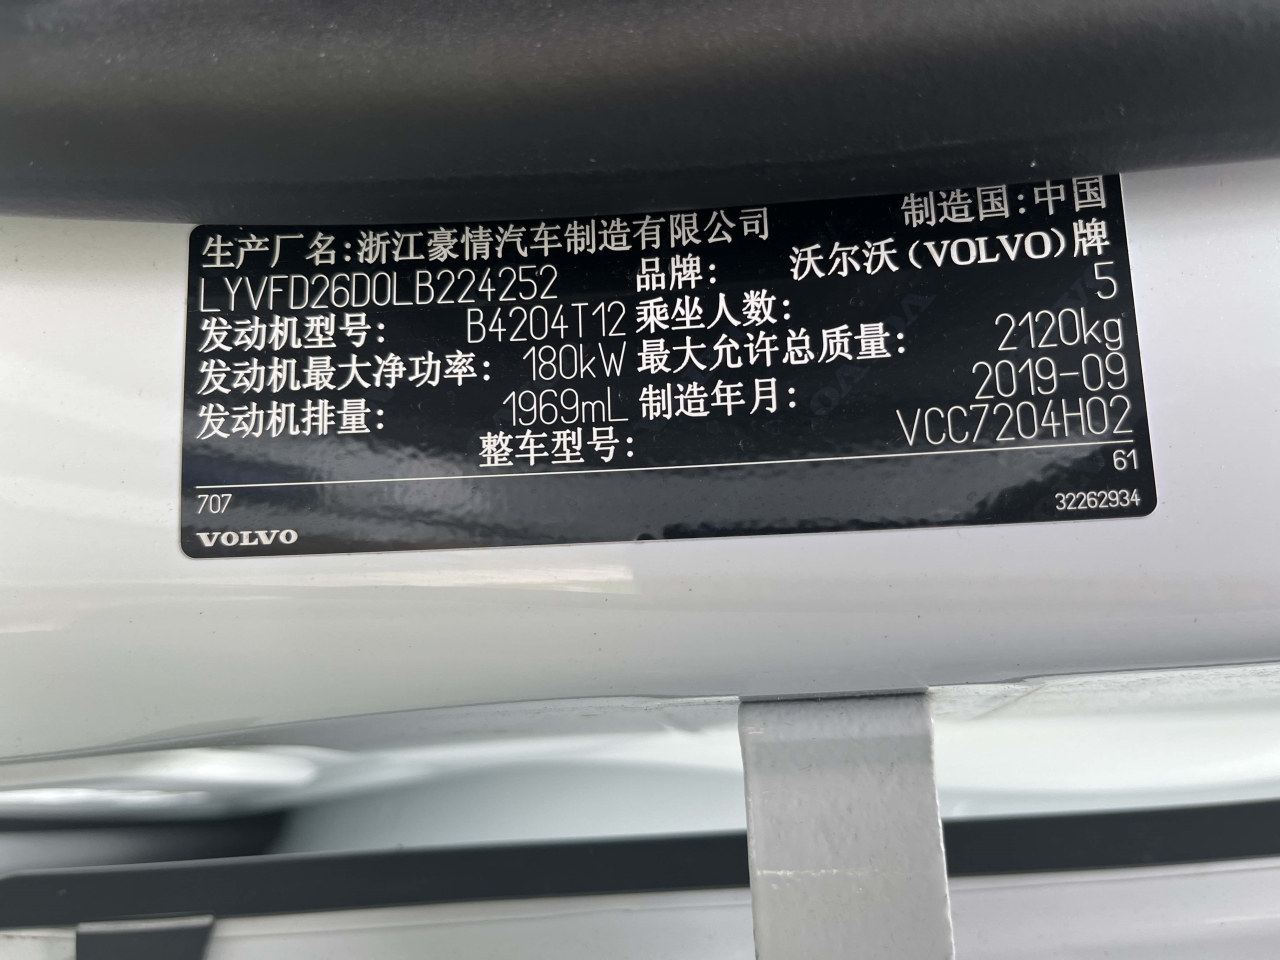 生产厂名:浙江豪情汽车制造有限公司 制造国:中国
LYVFD26D0LB224252 品牌: 沃尔沃(VOLVO)牌
发动机型号: B4204T12 乘坐人数: 5
发动机最大净功率: 180kW 最大允许总质量: 2120kg
发动机排量: 1969mL 制造年月: 2019-09
整车型号: VCC7204H02
707 61
VOLVO 32262934